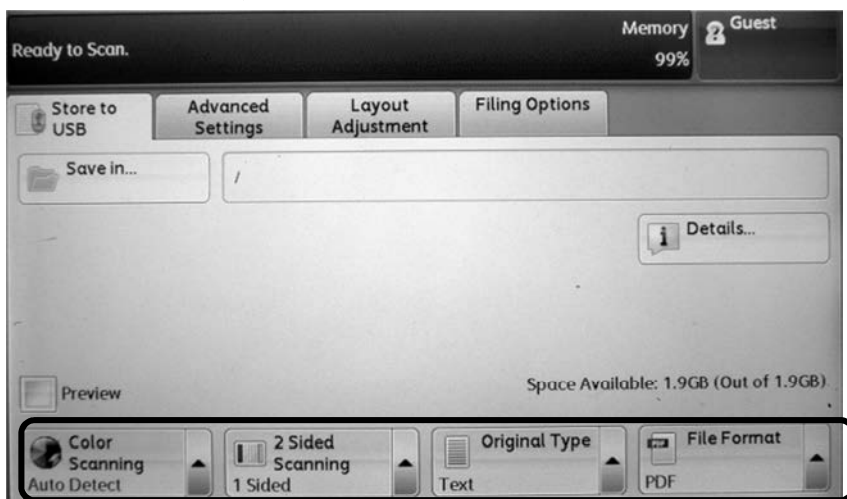 Ready to Scan.
Memory
99%
Guest
Store to
USB
Advanced
Settings
Layout
Adjustment
Filing Options
Save in...
/
Details...
Preview
Space Available: 1.9GB (Out of 1.9GB)
Color
Scanning
Auto Detect
2 Sided
Scanning
1 Sided
Original Type
Text
File Format
PDF